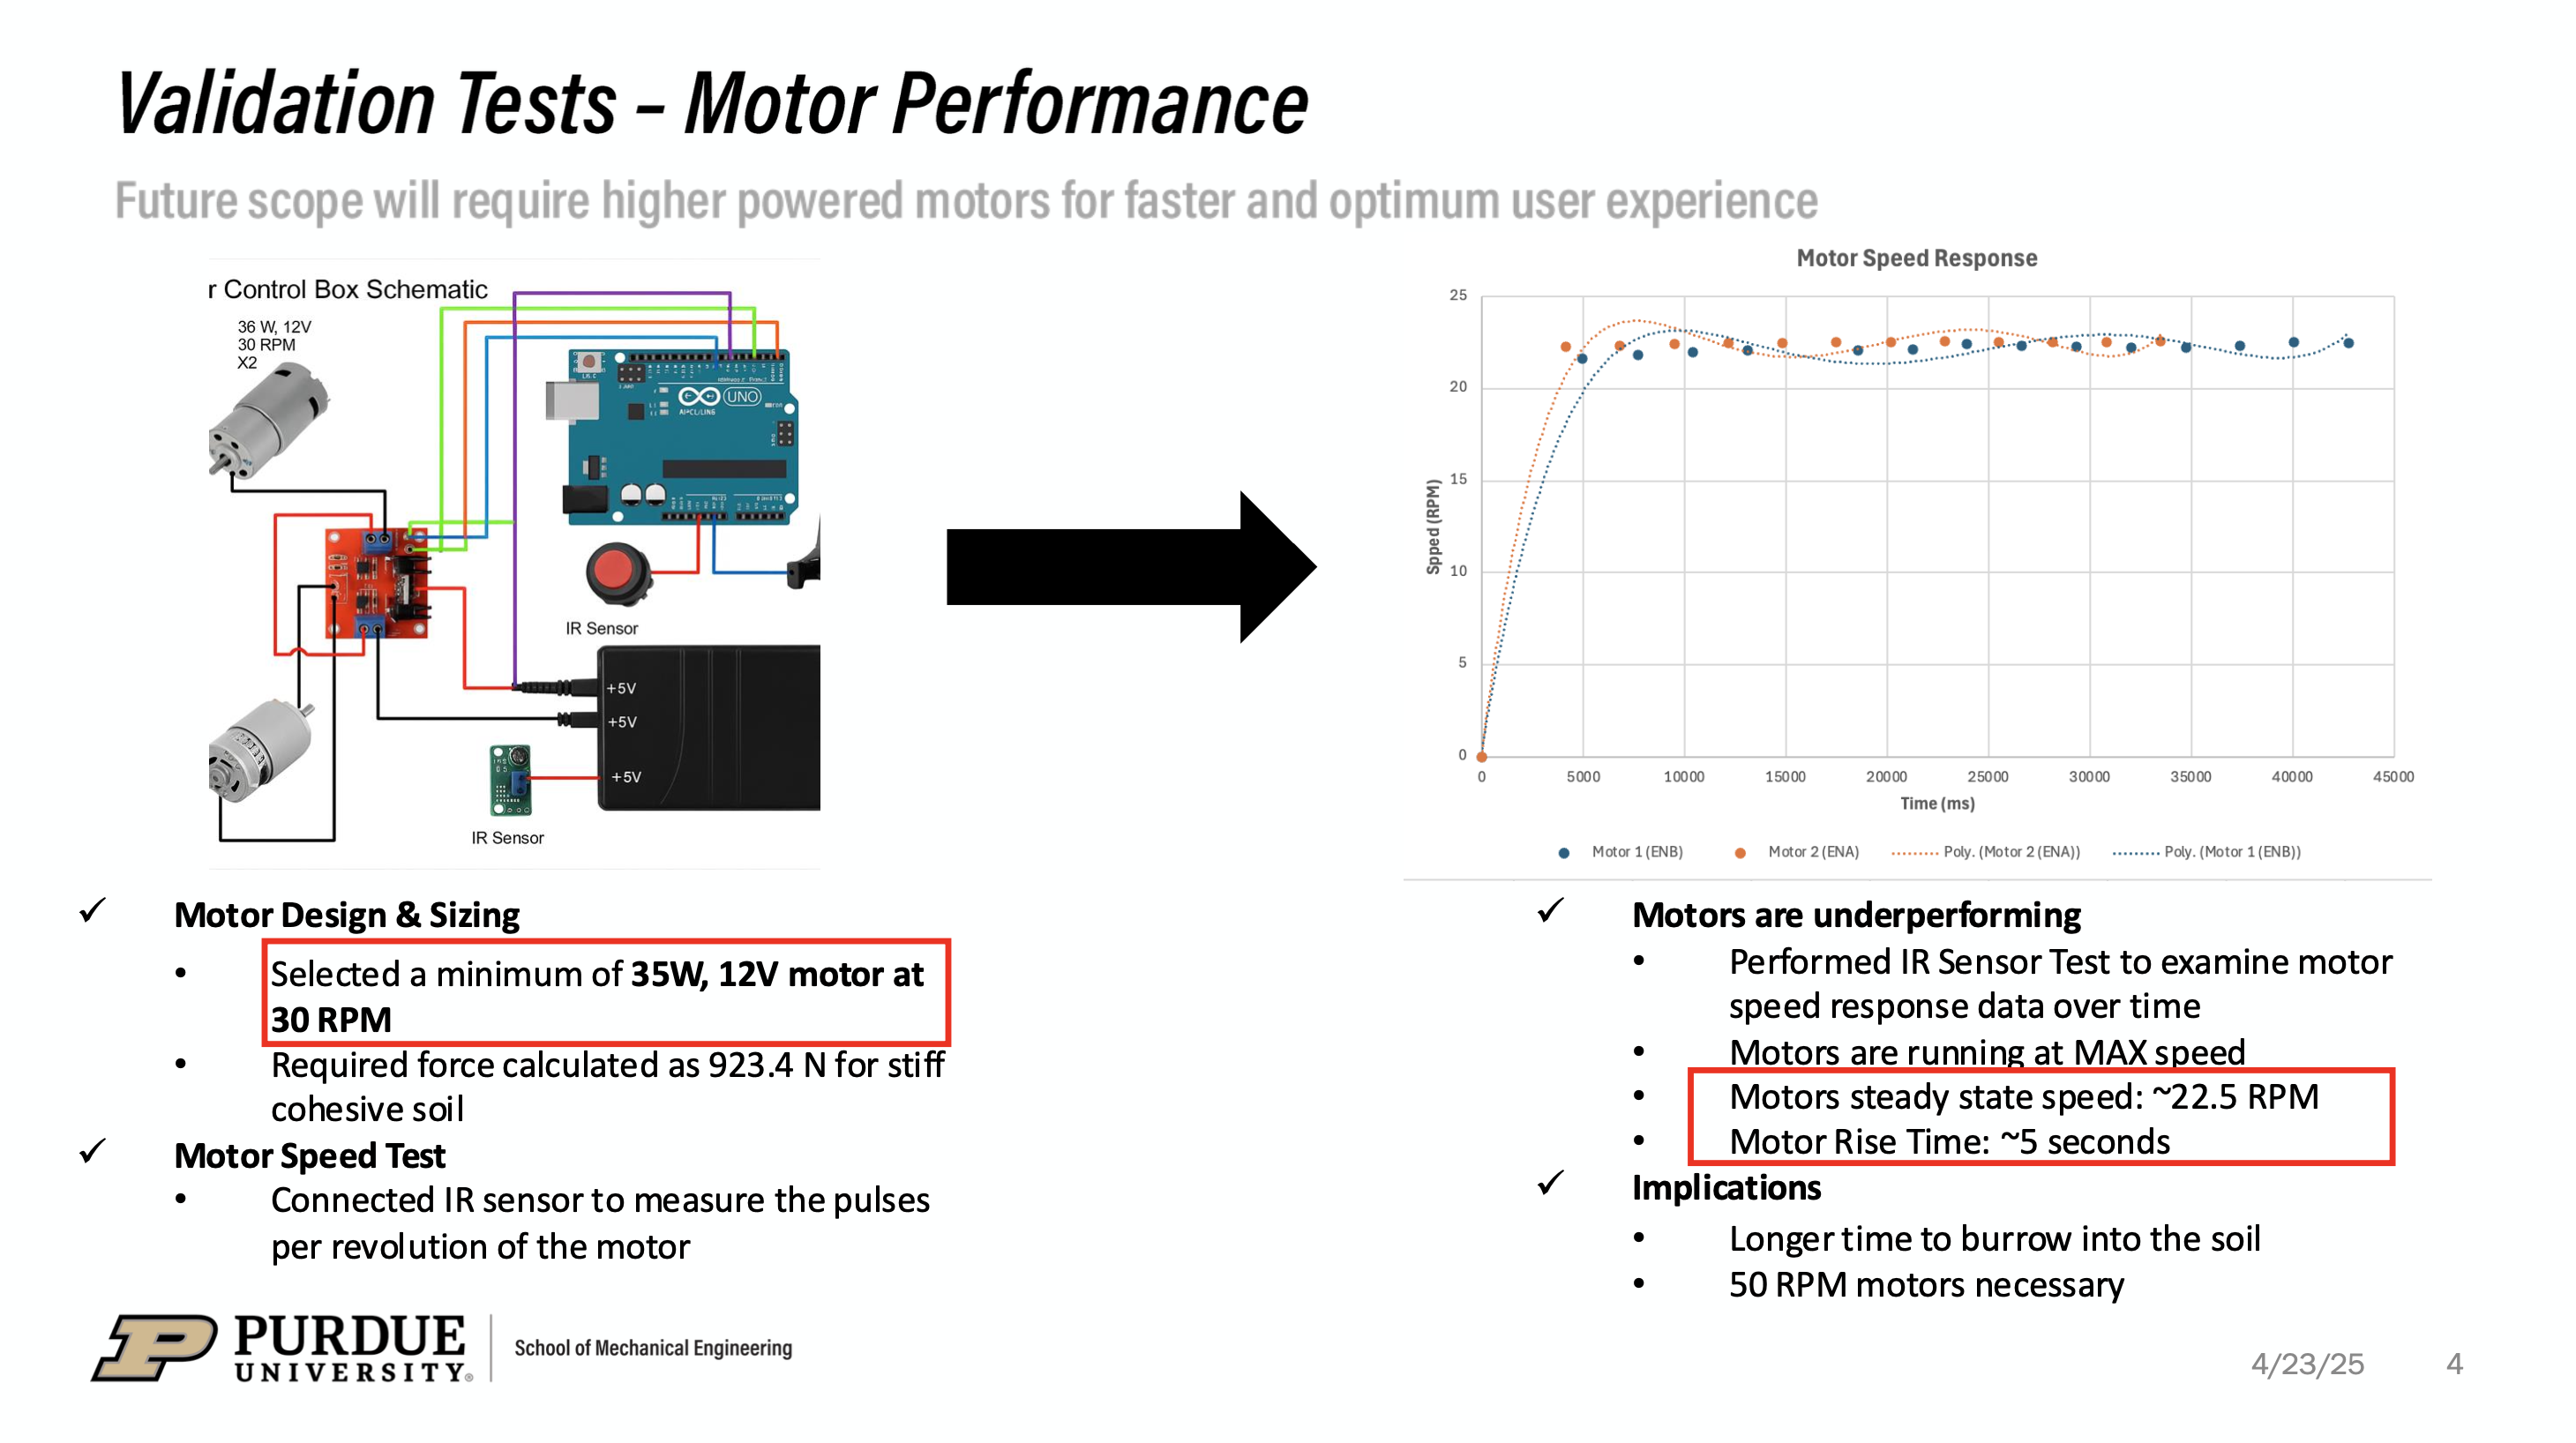 Validation Tests – Motor Performance
Future scope will require higher powered motors for faster and optimum user experience
r Control Box Schematic
36 W, 12V
30 RPM
X2
UNO
IR Sensor
+5V
+5V
+5V
IR Sensor
Motor Speed Response
25
20
15
10
5
0
Spped (RPM)
0 5000 10000 15000 20000 25000 30000 35000 40000 45000
Time (ms)
Motor 1 (ENB) Motor 2 (ENA) Poly. (Motor 2 (ENA)) Poly. (Motor 1 (ENB))
✓ Motor Design & Sizing
• Selected a minimum of 35W, 12V motor at
30 RPM
• Required force calculated as 923.4 N for stiff
cohesive soil
✓ Motor Speed Test
• Connected IR sensor to measure the pulses
per revolution of the motor
✓ Motors are underperforming
• Performed IR Sensor Test to examine motor
speed response data over time
• Motors are running at MAX speed
• Motors steady state speed: ~22.5 RPM
• Motor Rise Time: ~5 seconds
✓ Implications
• Longer time to burrow into the soil
• 50 RPM motors necessary
P PURDUE
UNIVERSITY®
School of Mechanical Engineering
4/23/25 4